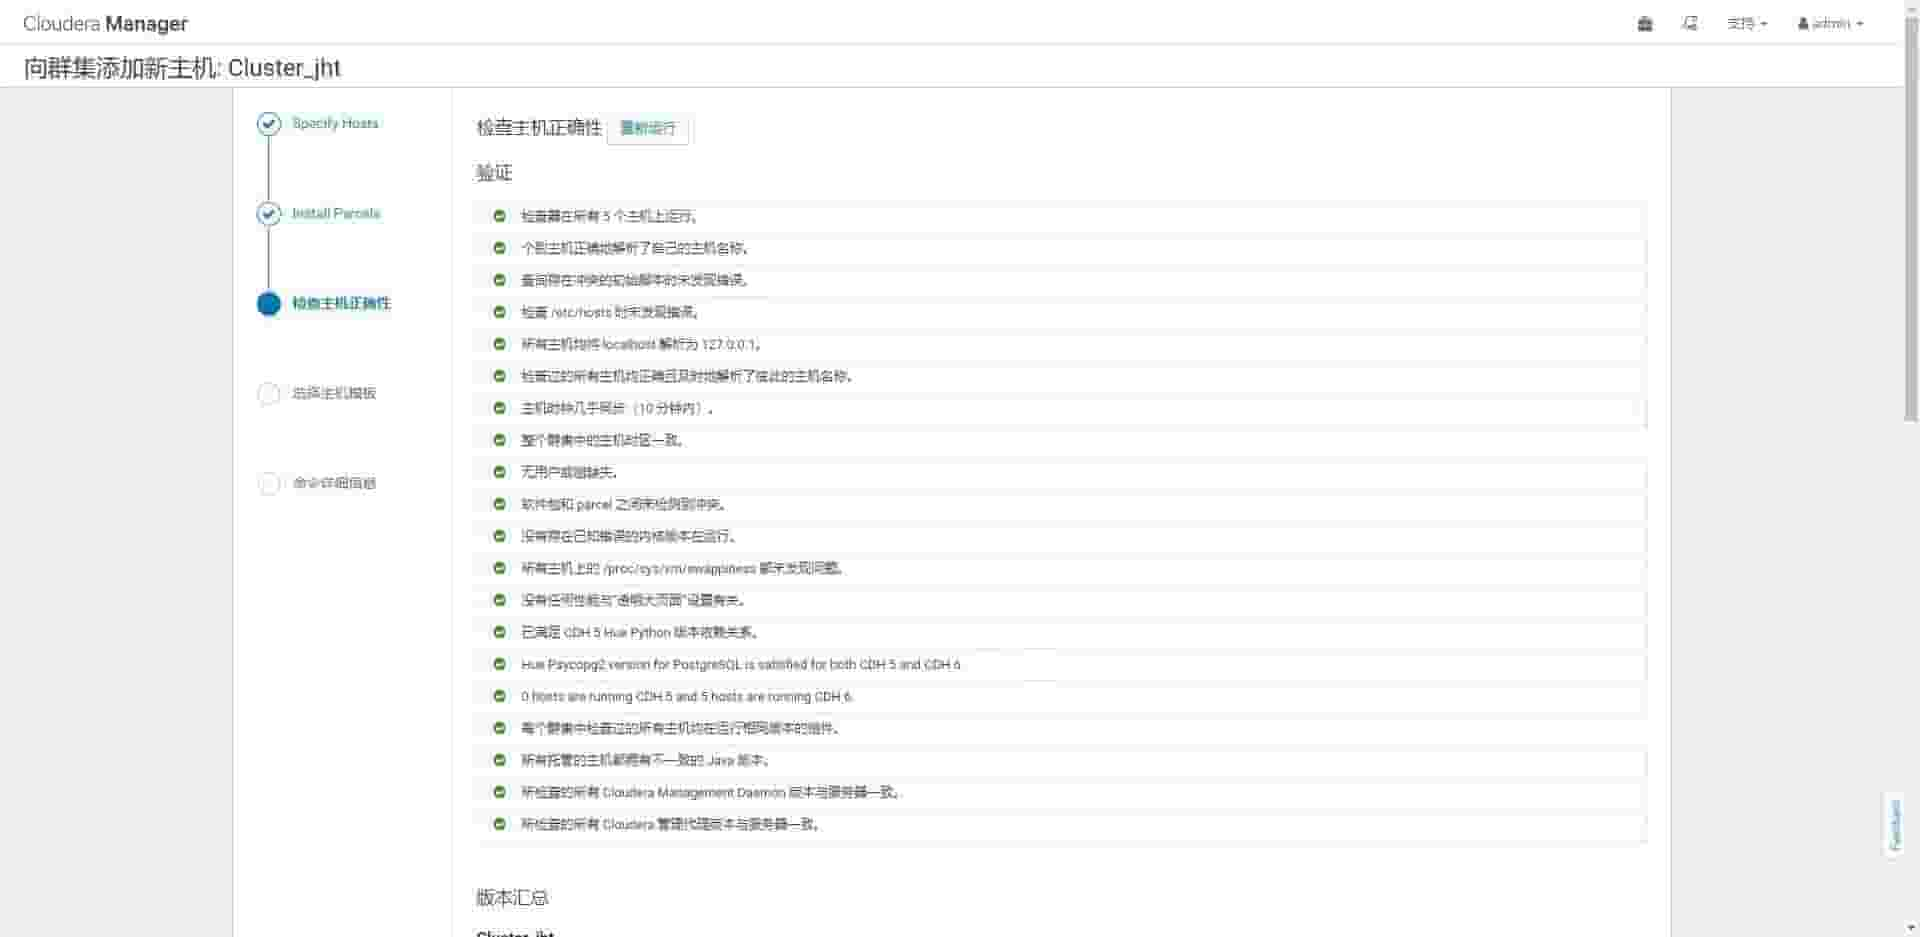 Cloudera Manager
支持
admin
向群集添加新主机: Cluster_jht
Specify Hosts
Install Parcels
检查主机正确性
选择主机模板
命令详细信息
检查主机正确性
重新运行
验证
检查器在所有 5 个主机上运行。
个别主机正确地解析了自己的主机名称。
查询存在冲突的初始脚本时未发现错误。
检查 /etc/hosts 时未发现错误。
所有主机均将 localhost 解析为 127.0.0.1。
检查过的所有主机均正确且及时地解析了彼此的主机名称。
主机时钟几乎同步（10 分钟内）。
整个群集中的主机时区一致。
无用户或组缺失。
软件包和 parcel 之间未检测到冲突。
没有存在已知错误的内核版本在运行。
所有主机上的 /proc/sys/vm/swappiness 都未发现问题。
没有任何性能与“透明大页面”设置有关。
已满足 CDH 5 Hue Python 版本依赖关系。
Hue Psycopg2 version for PostgreSQL is satisfied for both CDH 5 and CDH 6
0 hosts are running CDH 5 and 5 hosts are running CDH 6.
每个群集中检查过的所有主机均在运行相同版本的组件。
所有托管的主机都拥有不一致的 Java 版本。
所检查的所有 Cloudera Management Daemon 版本与服务器一致。
所检查的所有 Cloudera 管理代理版本与服务器一致。
版本汇总
Cluster_jht
Feedback